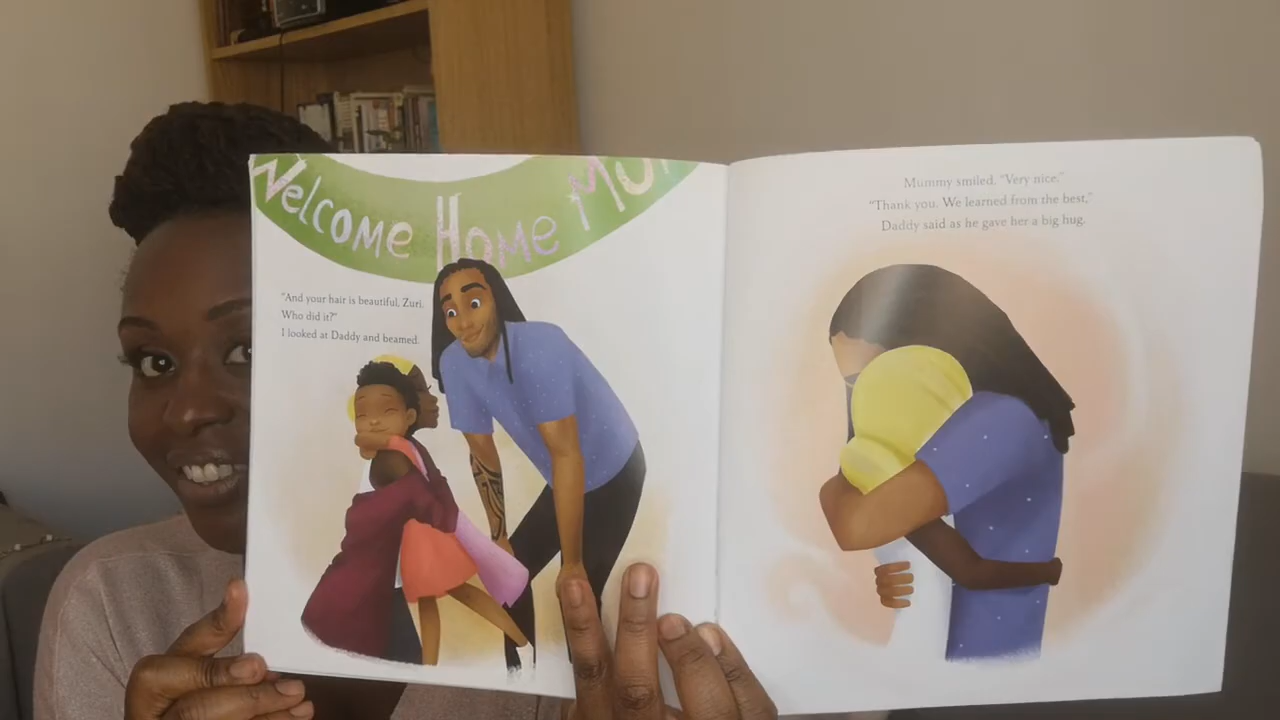 Welcome Home MU
"And your hair is beautiful, Zuri.
Who did it?"
I looked at Daddy and beamed.
Mummy smiled. "Very nice."
"Thank you. We learned from the best,"
Daddy said as he gave her a big hug.